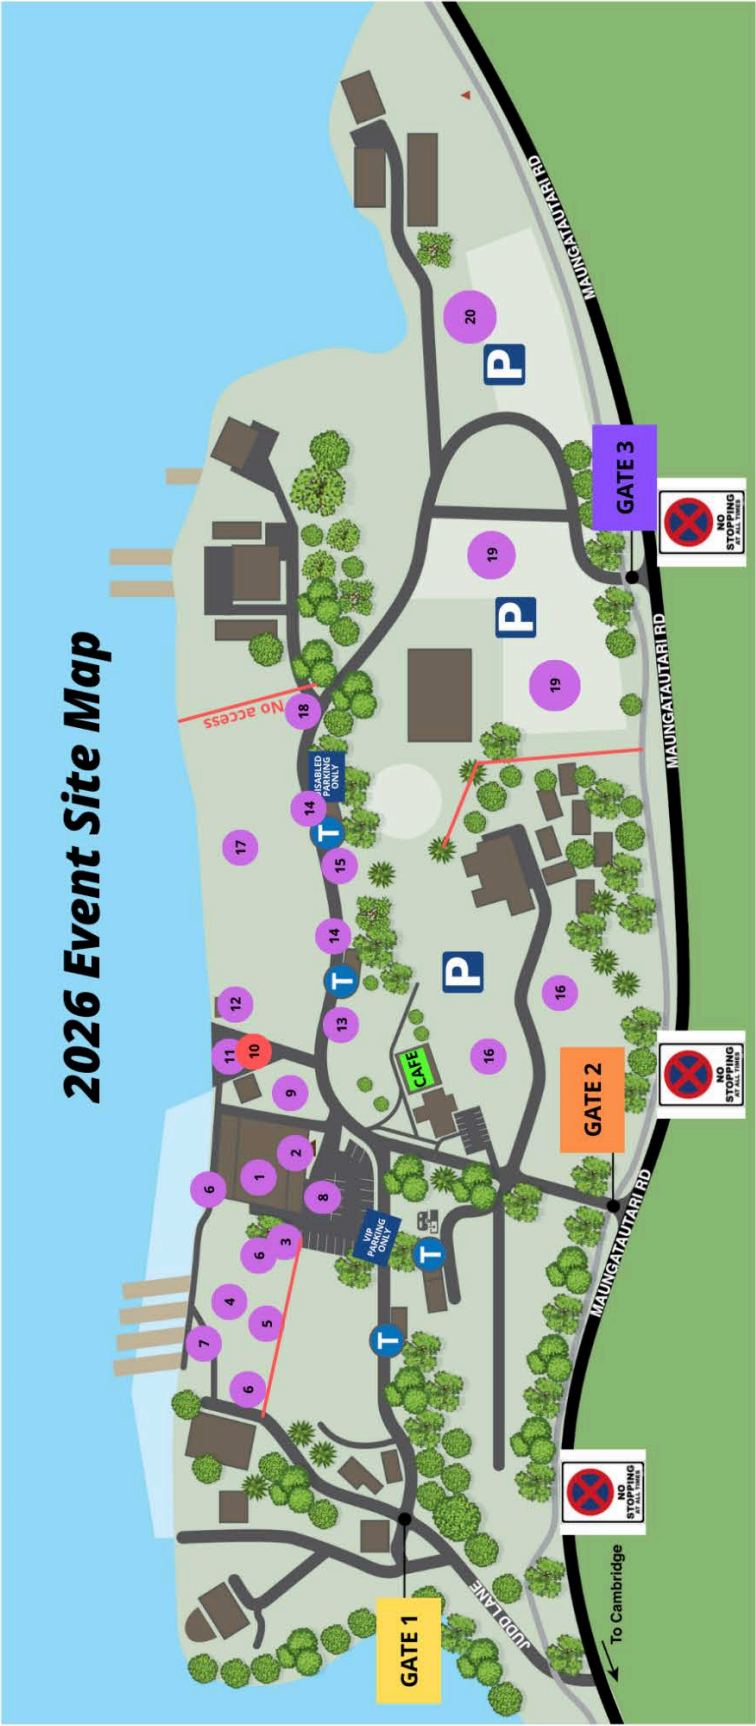 2026 Event Site Map
GATE 1
JUDD LANE
To Cambridge
NO
STOPPING
AT ALL TIMES
MAUNGATAUTARI RD
GATE 2
NO
STOPPING
AT ALL TIMES
MAUNGATAUTARI RD
GATE 3
NO
STOPPING
AT ALL TIMES
MAUNGATAUTARI RD
6
7
4
5
6
3
6
1
2
8
T
VIP
PARKING
ONLY
T
9
11
10
12
13
T
14
CAFE
16
P
16
17
15
T
14
DISABLED
PARKING
ONLY
18
No access
19
P
19
P
20